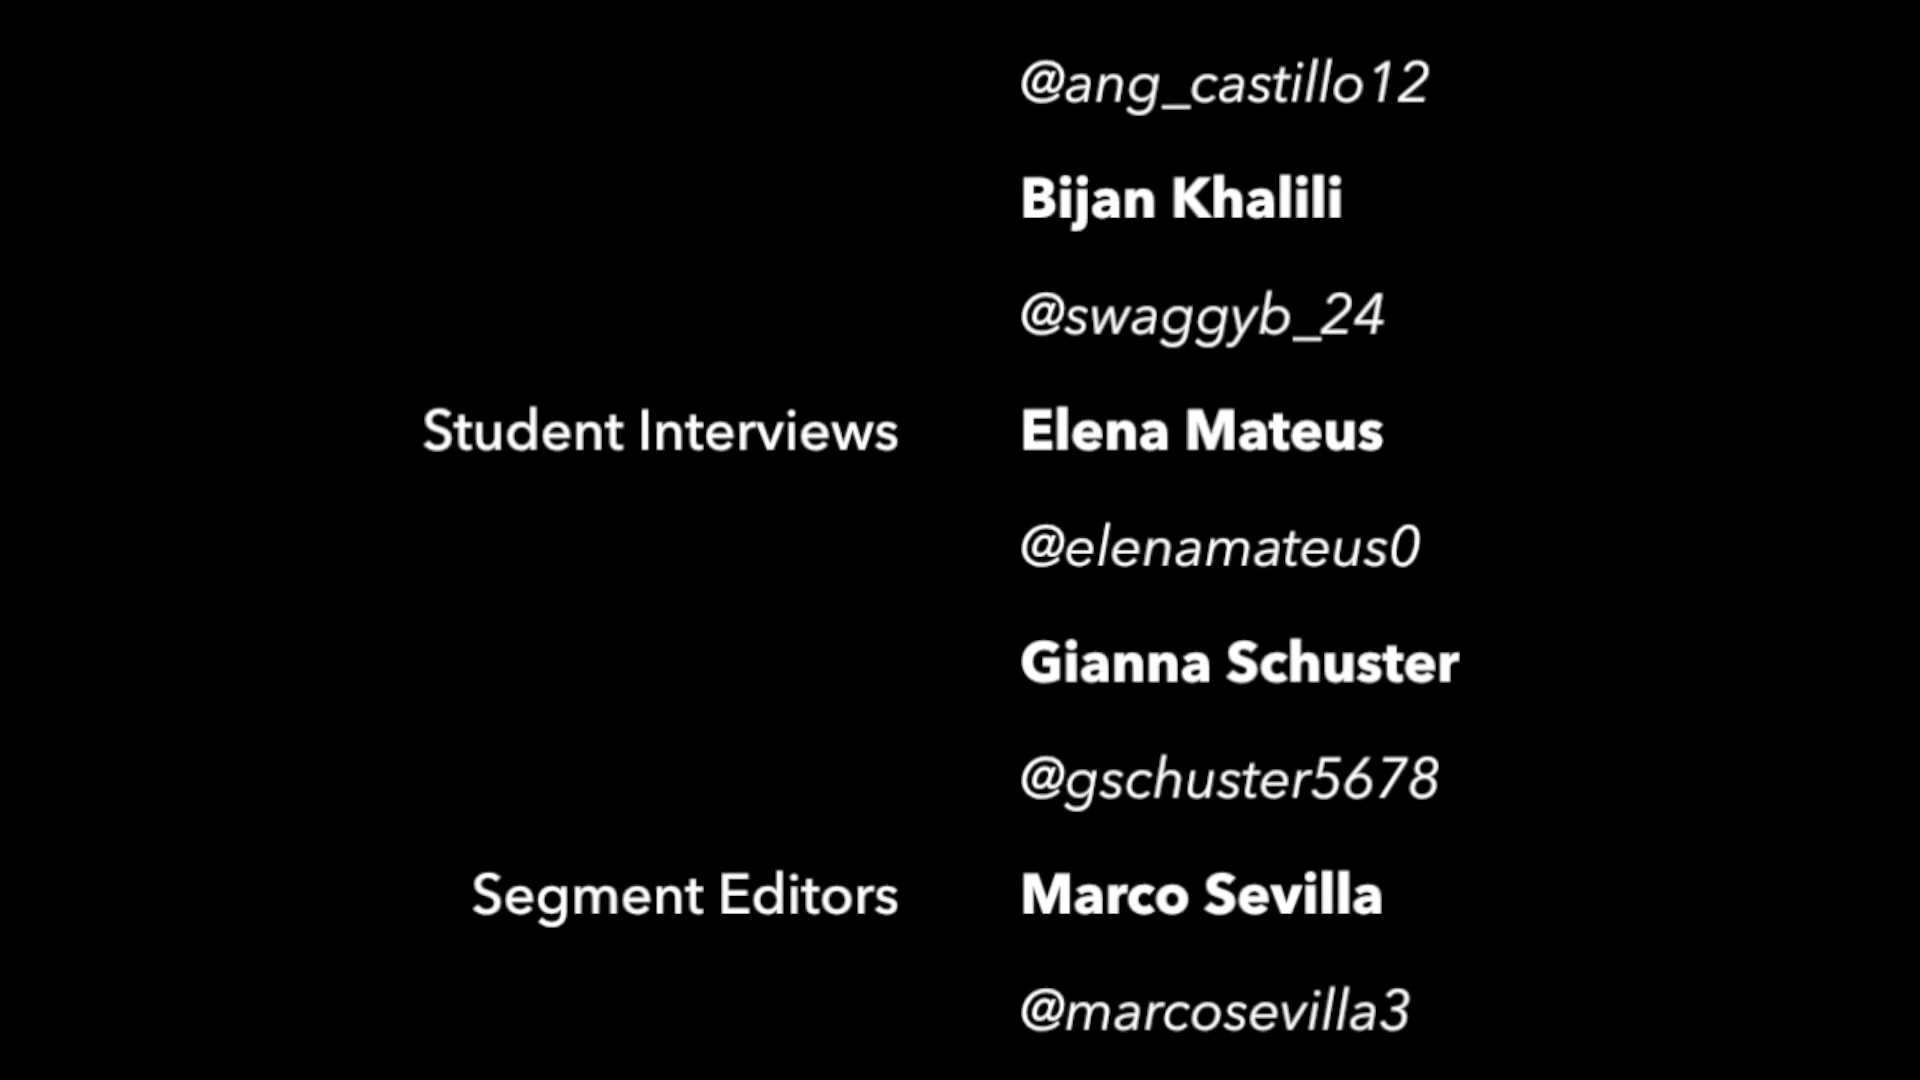 @ang_castillo12
Bijan Khalili
@swaggyb_24
Student Interviews Elena Mateus
@elenamateus0
Gianna Schuster
@gschuster5678
Segment Editors Marco Sevilla
@marcosevilla3